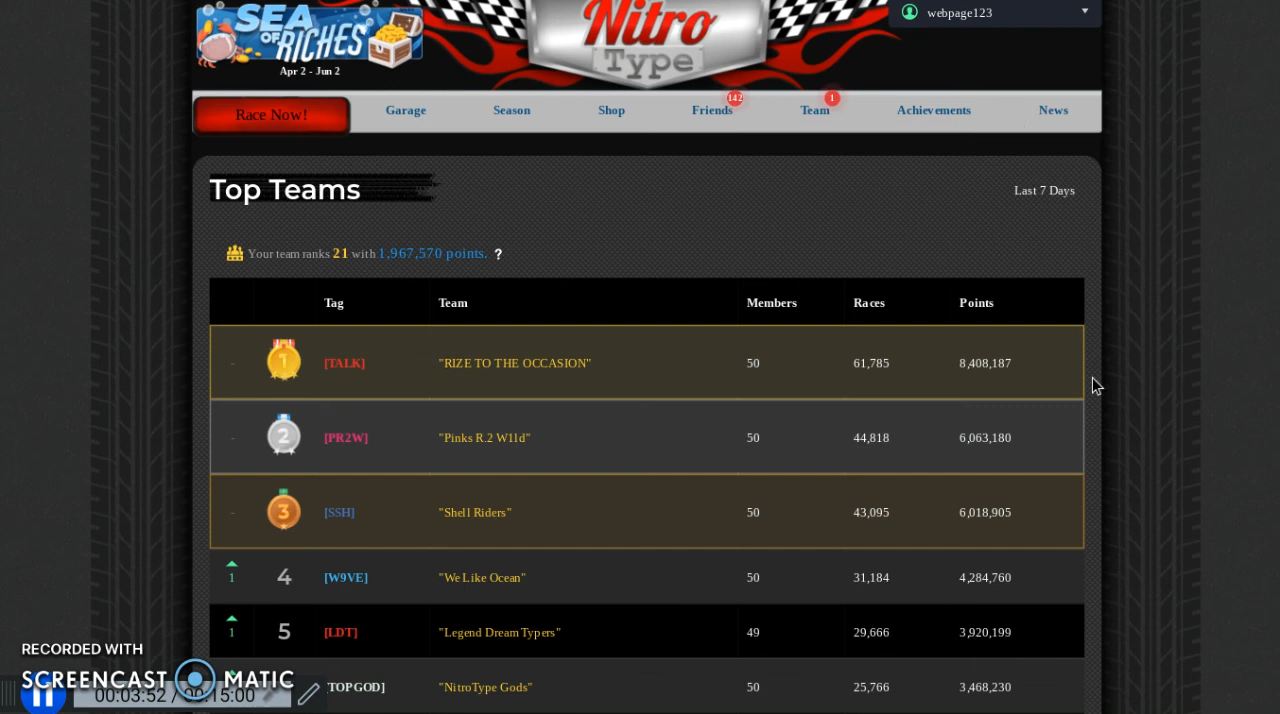 SEA OF RICHES
Apr 2 - Jun 2
Nitro Type
webpage123
Race Now!
Garage
Season
Shop
Friends
142
Team
1
Achievements
News
Top Teams
Last 7 Days
Your team ranks 21 with 1,967,570 points. ?
Tag Team Members Races Points
- 1 [TALK] "RIZE TO THE OCCASION" 50 61,785 8,408,187
- 2 [PR2W] "Pinks R.2 W1ld" 50 44,818 6,063,180
- 3 [SSH] "Shell Riders" 50 43,095 6,018,905
1 4 [W9VE] "We Like Ocean" 50 31,184 4,284,760
1 5 [LDT] "Legend Dream Typers" 49 29,666 3,920,199
[TOPGOD] "NitroType Gods" 50 25,766 3,468,230
RECORDED WITH
SCREENCAST MATIC
00:03:52 / 00:15:00